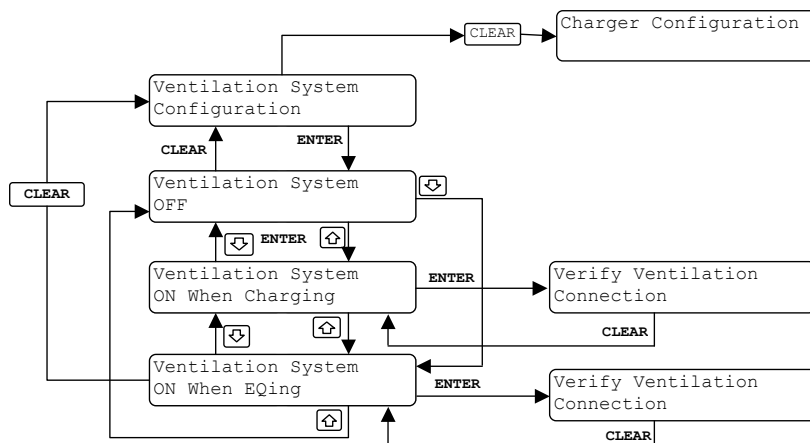 CLEAR
Charger Configuration
Ventilation System
Configuration
CLEAR
ENTER
CLEAR
Ventilation System
OFF
ENTER
Ventilation System
ON When Charging
ENTER
Verify Ventilation
Connection
CLEAR
Ventilation System
ON When EQing
ENTER
Verify Ventilation
Connection
CLEAR